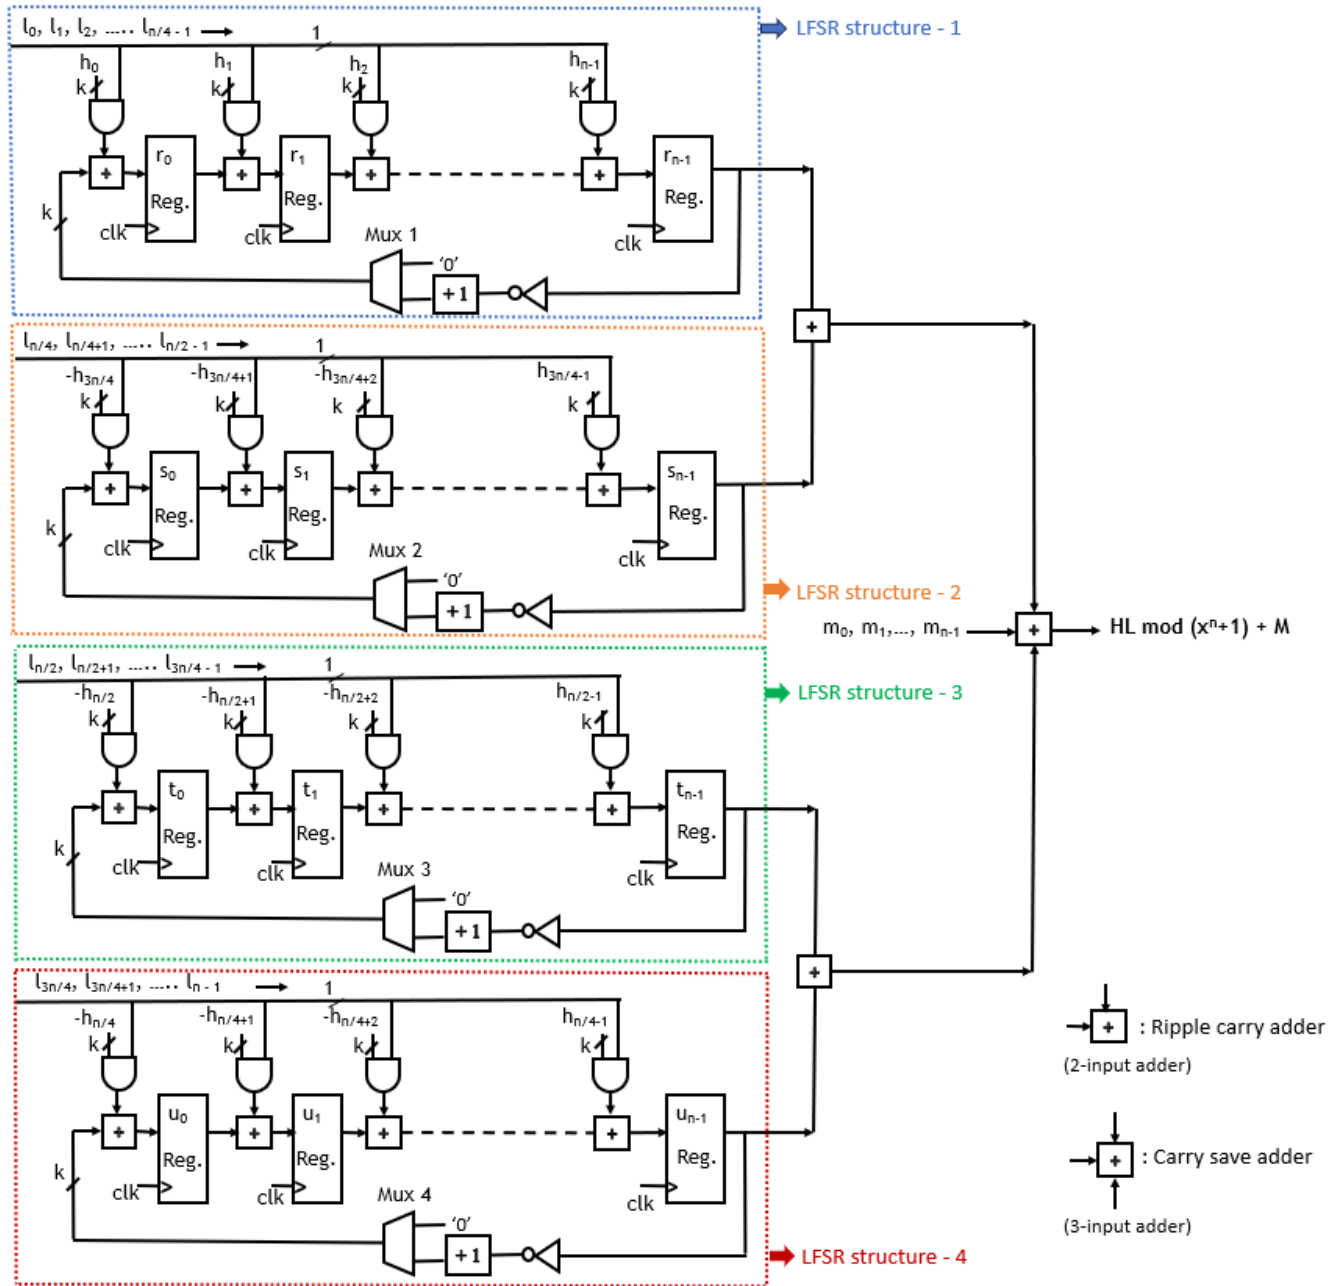 l0, l1, l2, ..... ln/4 - 1
1
LFSR structure - 1
h0
h1
h2
hn-1
k
k
k
k
+
r0
Reg.
+
r1
Reg.
+
+
rn-1
Reg.
k
clk
clk
clk
Mux 1
'0'
+1
+
ln/4, ln/4+1, ..... ln/2 - 1
1
-h3n/4
-h3n/4+1
-h3n/4+2
h3n/4-1
k
k
k
k
+
s0
Reg.
+
s1
Reg.
+
+
sn-1
Reg.
k
clk
clk
clk
Mux 2
'0'
+1
LFSR structure - 2
m0, m1,..., mn-1
+
HL mod (xn+1) + M
ln/2, ln/2+1, ..... l3n/4 - 1
1
LFSR structure - 3
-hn/2
-hn/2+1
-hn/2+2
hn/2-1
k
k
k
k
+
t0
Reg.
+
t1
Reg.
+
+
tn-1
Reg.
k
clk
clk
clk
Mux 3
'0'
+1
+
l3n/4, l3n/4+1, ..... ln - 1
1
-hn/4
-hn/4+1
-hn/4+2
hn/4-1
k
k
k
k
+
u0
Reg.
+
u1
Reg.
+
+
un-1
Reg.
k
clk
clk
clk
Mux 4
'0'
+1
LFSR structure - 4
+ : Ripple carry adder
(2-input adder)
+ : Carry save adder
(3-input adder)